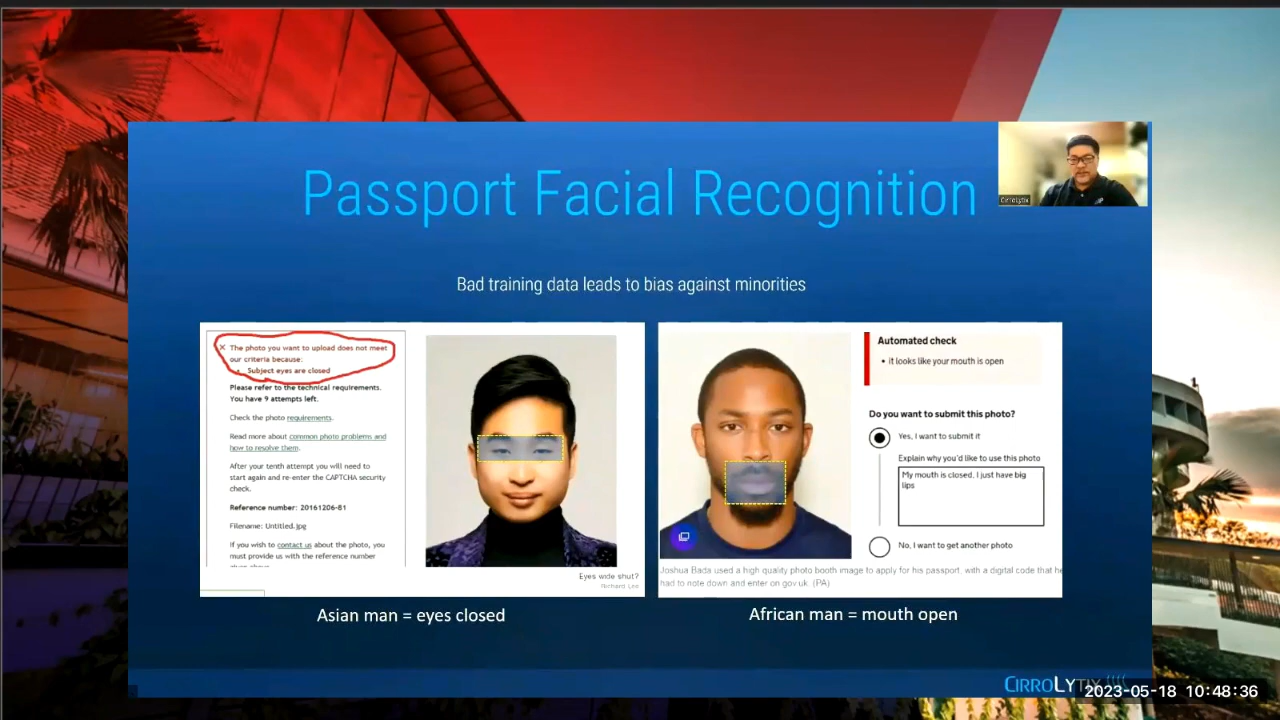 CirroLytix
Passport Facial Recognition
Bad training data leads to bias against minorities
X The photo you want to upload does not meet
our criteria because:
• Subject eyes are closed
Please refer to the technical requirements.
You have 9 attempts left.
Check the photo requirements.
Read more about common photo problems and
how to resolve them.
After your tenth attempt you will need to
start again and re-enter the CAPTCHA security
check.
Reference number: 20161206-81
Filename: Untitled.jpg
If you wish to contact us about the photo, you
must provide us with the reference number
given above.
Eyes wide shut?
Richard Lee
Asian man = eyes closed
Automated check
• it looks like your mouth is open
Do you want to submit this photo?
Yes, I want to submit it
Explain why you'd like to use this photo
My mouth is closed, I just have big
lips
No, I want to get another photo
Joshua Bada used a high quality photo booth image to apply for his passport, with a digital code that he
had to note down and enter on gov.uk. (PA)
African man = mouth open
CIRROLYTIX
2023-05-18 10:48:36